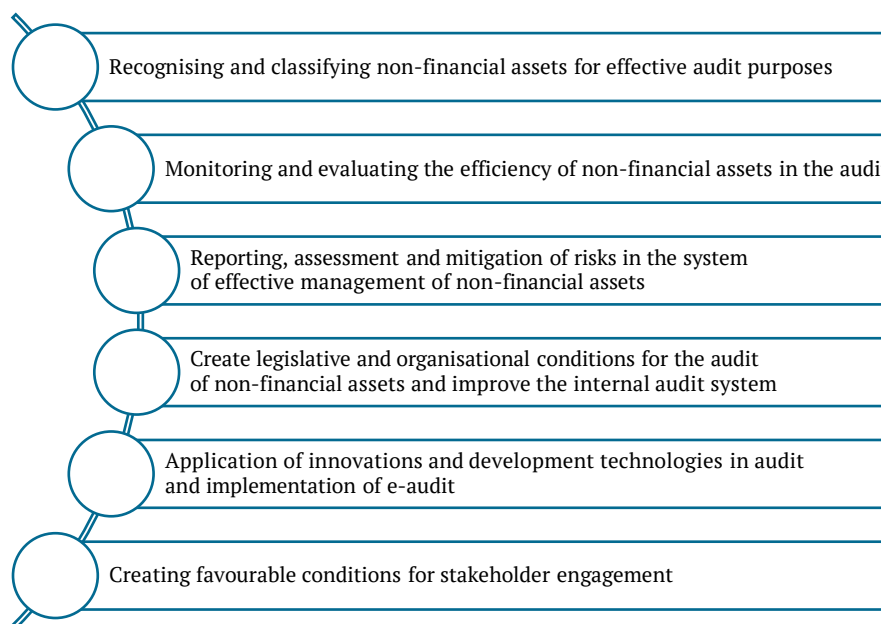 Recognising and classifying non-financial assets for effective audit purposes
Monitoring and evaluating the efficiency of non-financial assets in the audi
Reporting, assessment and mitigation of risks in the system
of effective management of non-financial assets
Create legislative and organisational conditions for the audit
of non-financial assets and improve the internal audit system
Application of innovations and development technologies in audit
and implementation of e-audit
Creating favourable conditions for stakeholder engagement